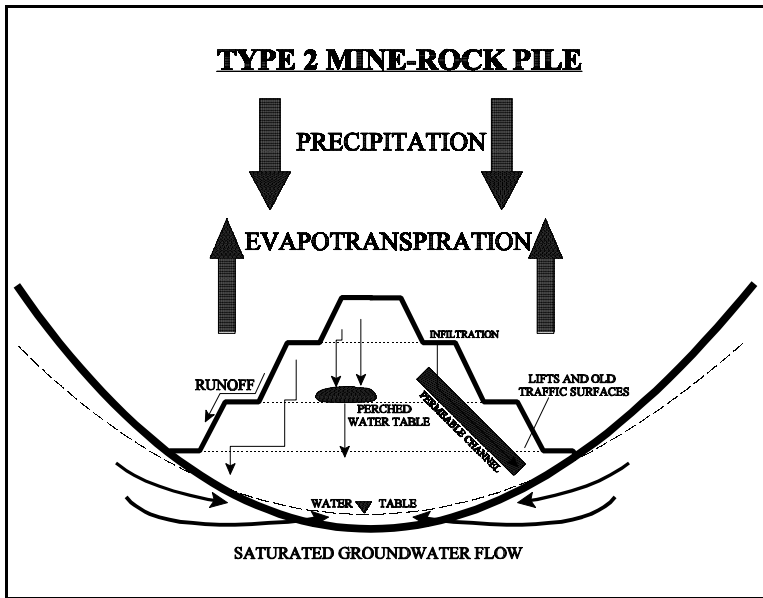 TYPE 2 MINE-ROCK PILE
PRECIPITATION
EVAPOTRANSPIRATION
INFILTRATION
RUNOFF
LIFTS AND OLD
TRAFFIC SURFACES
PERCHED
WATER TABLE
PERMEABLE CHANNEL
WATER TABLE
SATURATED GROUNDWATER FLOW